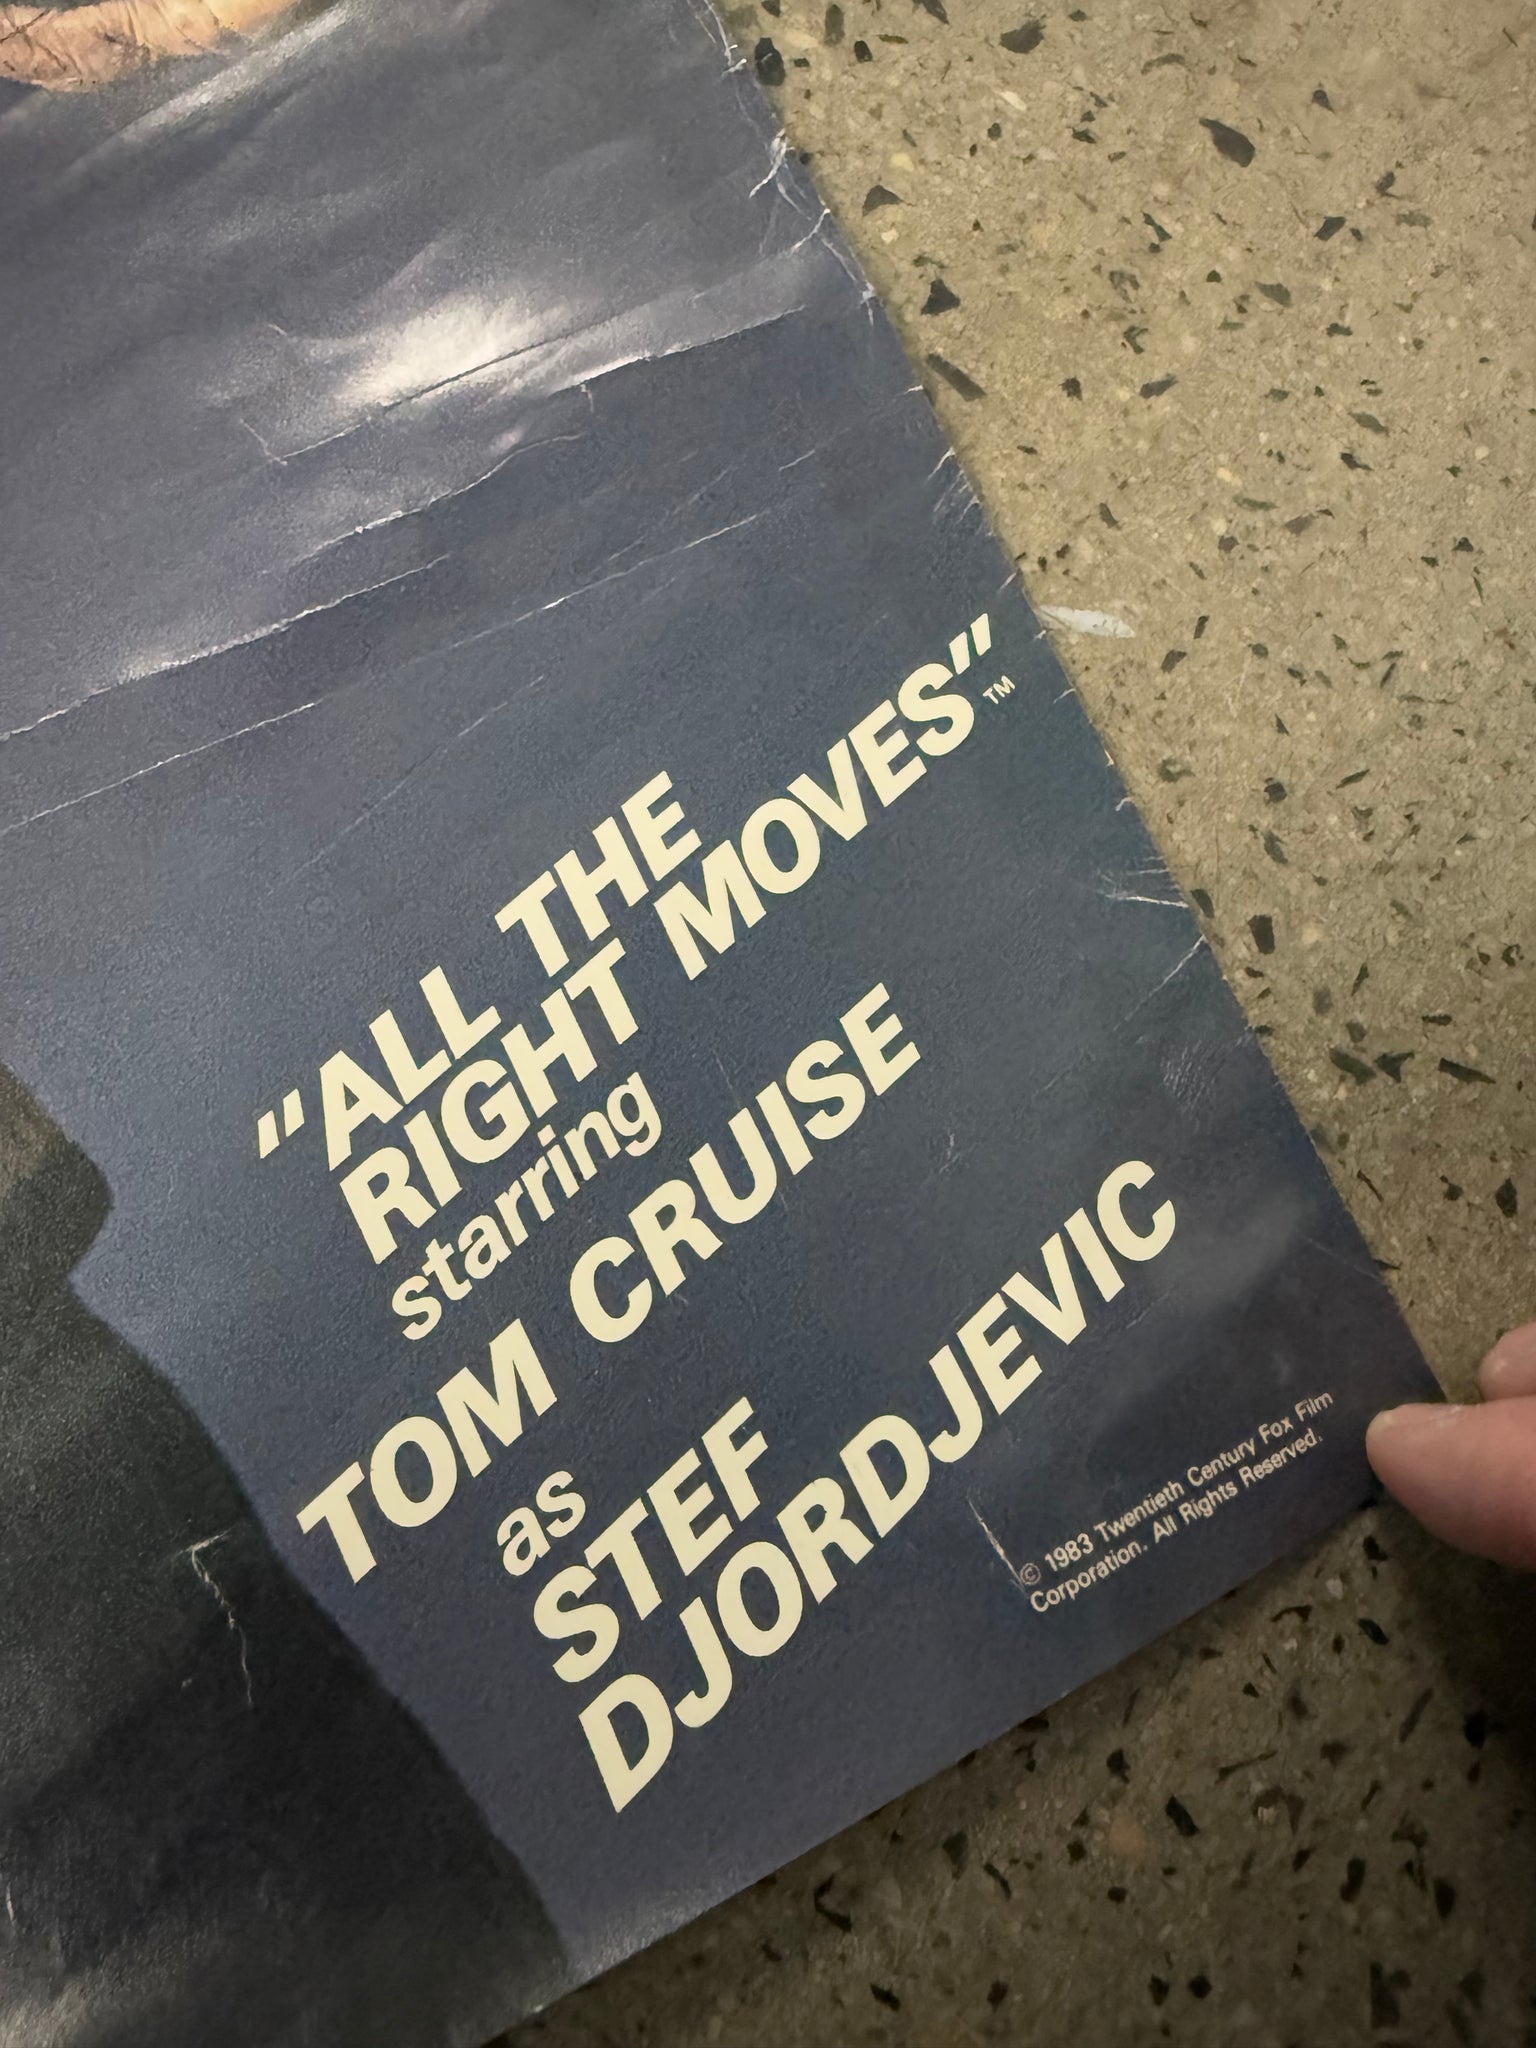 "ALL THE
RIGHT MOVES"™
starring
TOM CRUISE
as
STEF
DJORDJEVIC
© 1983 Twentieth Century Fox Film
Corporation. All Rights Reserved.